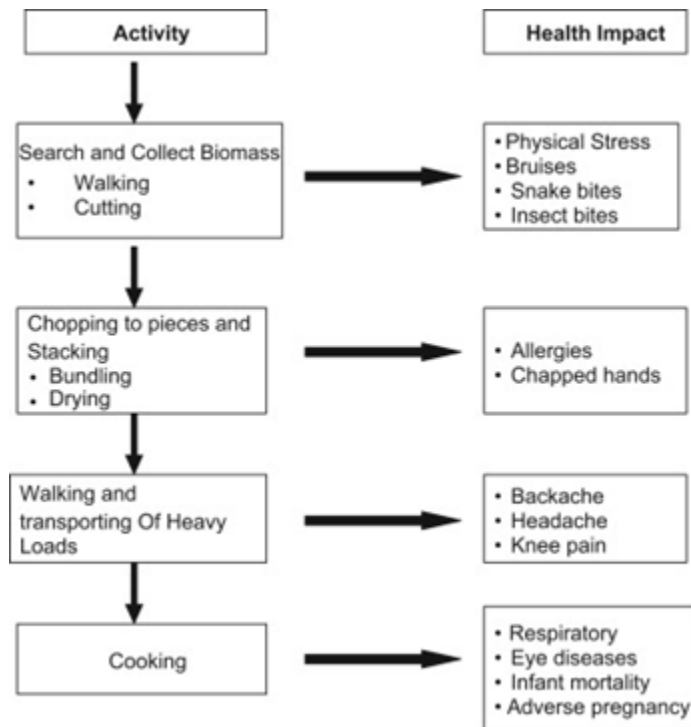 Activity
Health Impact
Search and Collect Biomass
• Walking
• Cutting
• Physical Stress
• Bruises
• Snake bites
• Insect bites
Chopping to pieces and
Stacking
• Bundling
• Drying
• Allergies
• Chapped hands
Walking and
transporting Of Heavy
Loads
• Backache
• Headache
• Knee pain
Cooking
• Respiratory
• Eye diseases
• Infant mortality
• Adverse pregnancy